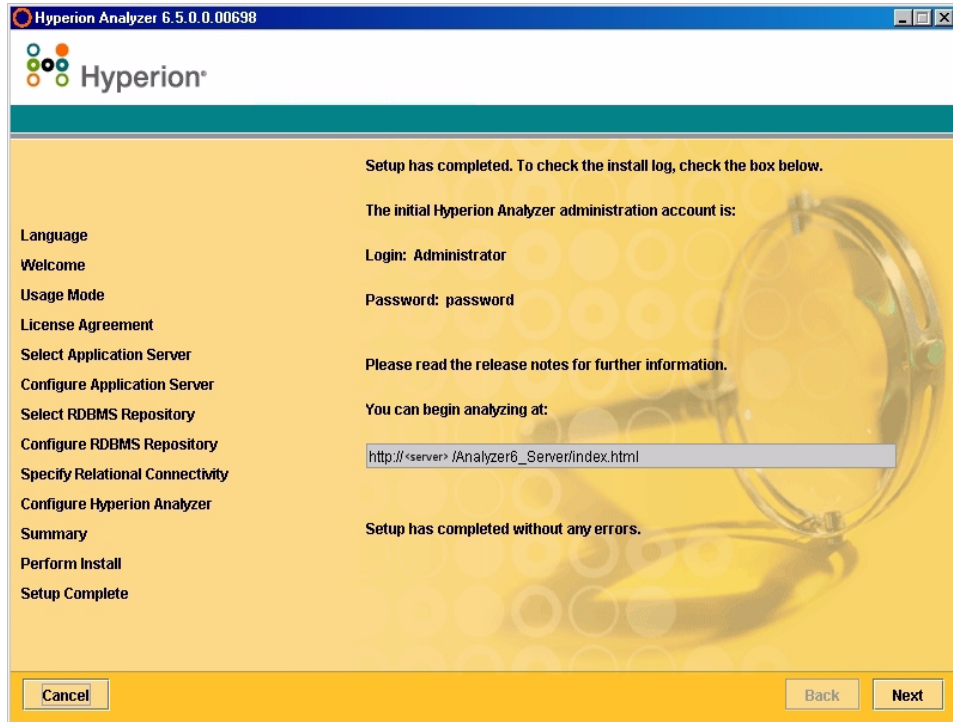 Hyperion Analyzer 6.5.0.0.00698
Hyperion®
Language
Welcome
Usage Mode
License Agreement
Select Application Server
Configure Application Server
Select RDBMS Repository
Configure RDBMS Repository
Specify Relational Connectivity
Configure Hyperion Analyzer
Summary
Perform Install
Setup Complete
Setup has completed. To check the install log, check the box below.
The initial Hyperion Analyzer administration account is:
Login: Administrator
Password: password
Please read the release notes for further information.
You can begin analyzing at:
http://<server> /Analyzer6_Server/index.html
Setup has completed without any errors.
Cancel
Back
Next